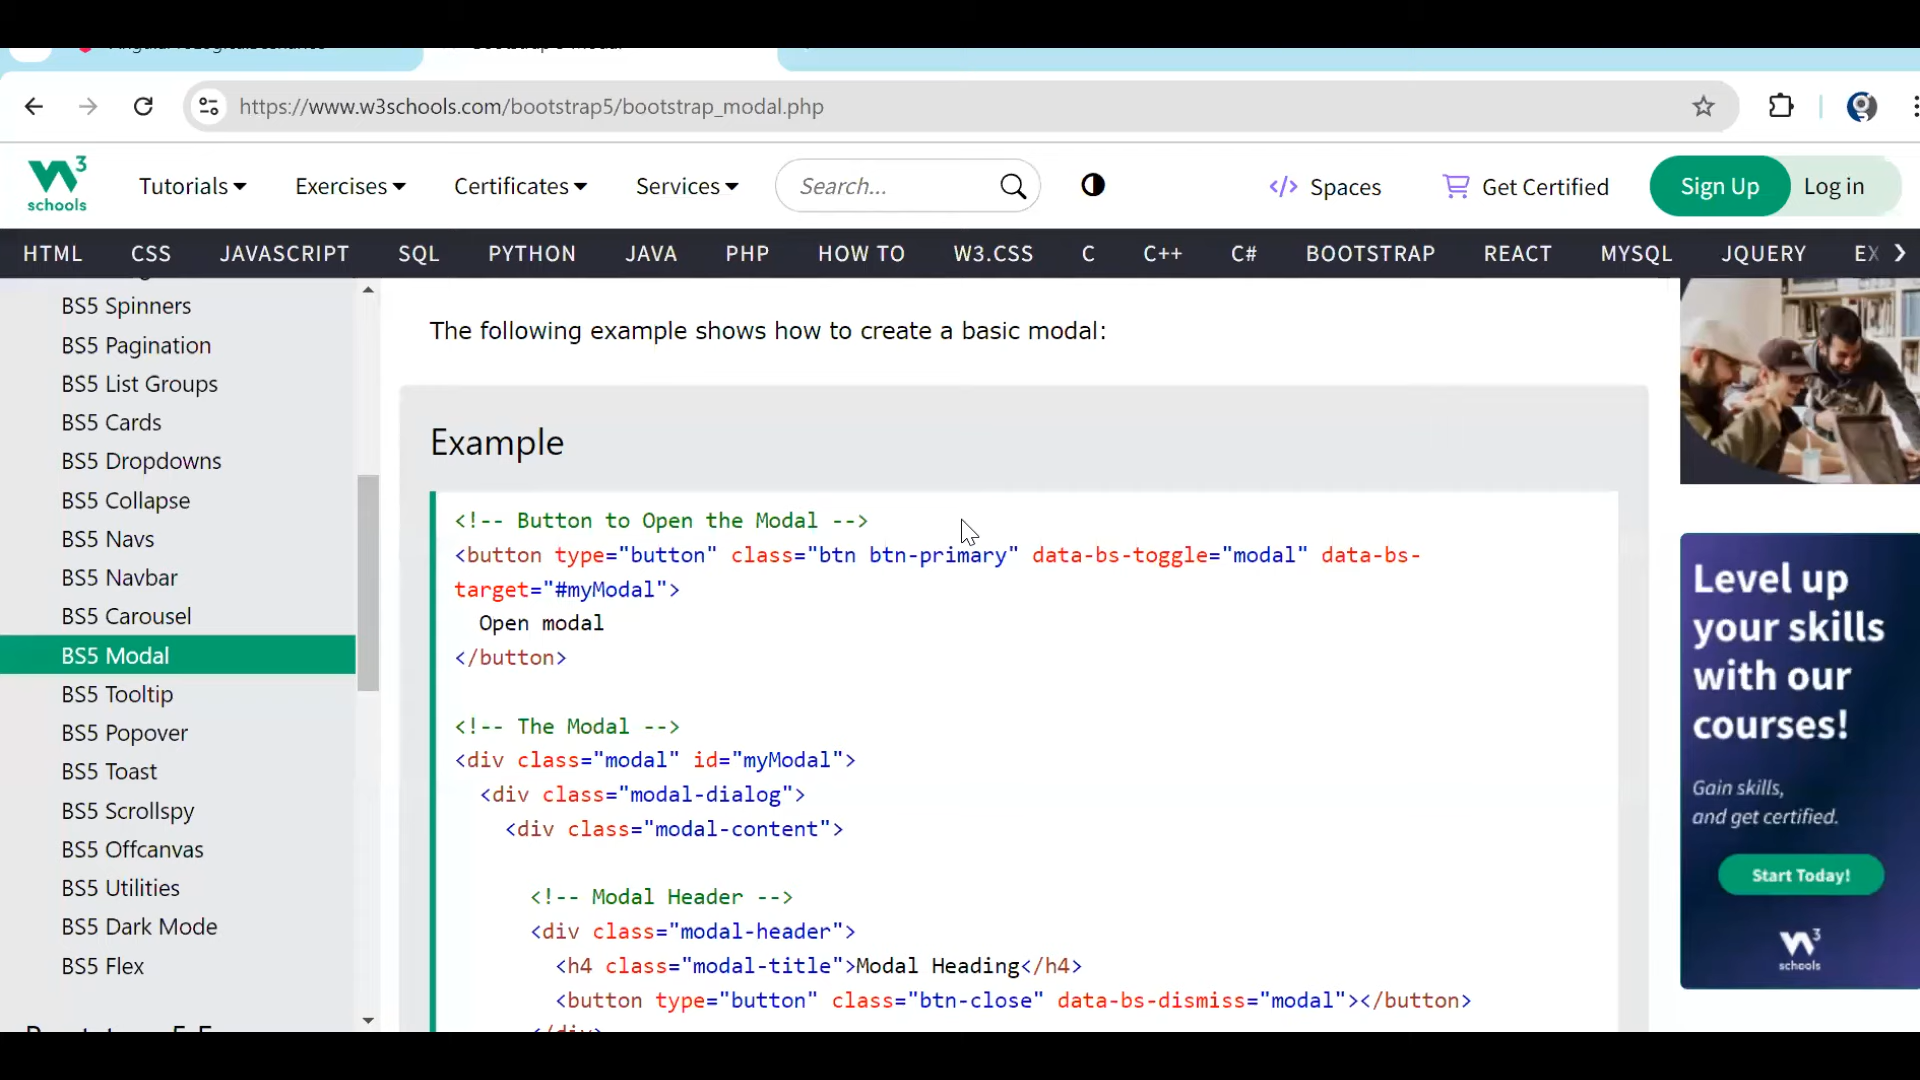 https://www.w3schools.com/bootstrap5/bootstrap_modal.php
W3 schools
Tutorials
Exercises
Certificates
Services
Search...
</> Spaces
Get Certified
Sign Up
Log in
HTML CSS JAVASCRIPT SQL PYTHON JAVA PHP HOW TO W3.CSS C C++ C# BOOTSTRAP REACT MYSQL JQUERY EX
BS5 Spinners
BS5 Pagination
BS5 List Groups
BS5 Cards
BS5 Dropdowns
BS5 Collapse
BS5 Navs
BS5 Navbar
BS5 Carousel
BS5 Modal
BS5 Tooltip
BS5 Popover
BS5 Toast
BS5 Scrollspy
BS5 Offcanvas
BS5 Utilities
BS5 Dark Mode
BS5 Flex
The following example shows how to create a basic modal:
Example
<!-- Button to Open the Modal -->
<button type="button" class="btn btn-primary" data-bs-toggle="modal" data-bs-
target="#myModal">
Open modal
</button>
<!-- The Modal -->
<div class="modal" id="myModal">
<div class="modal-dialog">
<div class="modal-content">
<!-- Modal Header -->
<div class="modal-header">
<h4 class="modal-title">Modal Heading</h4>
<button type="button" class="btn-close" data-bs-dismiss="modal"></button>
</div>
Level up
your skills
with our
courses!
Gain skills,
and get certified.
Start Today!
W3 schools